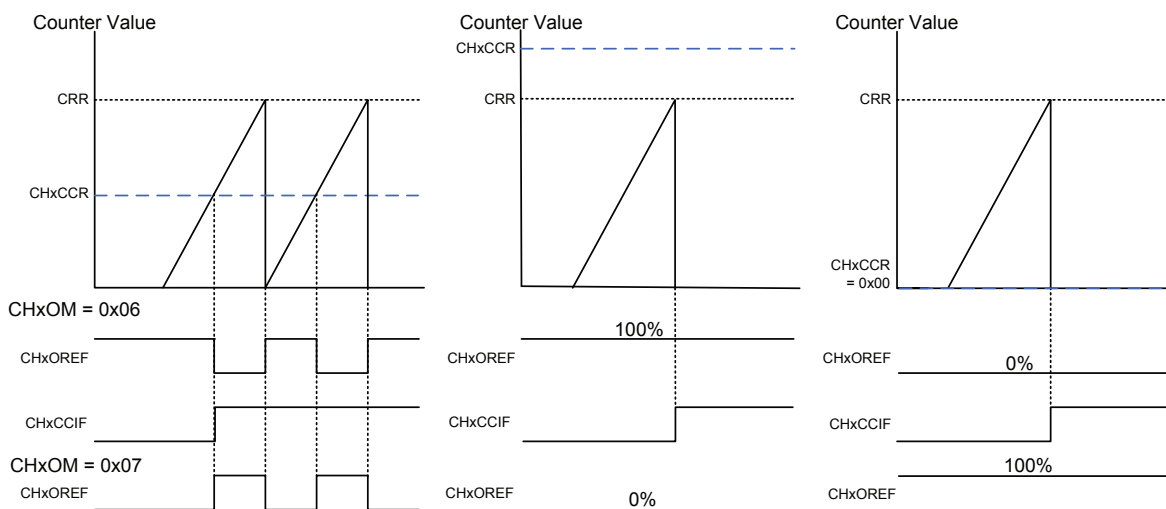 Counter Value
CRR
CHxCCR
CHxOM = 0x06
CHxOREF
CHxCCIF
CHxOM = 0x07
CHxOREF
Counter Value
CHxCCR
CRR
100%
CHxOREF
CHxCCIF
0%
Counter Value
CRR
CHxCCR
= 0x00
CHxOREF
0%
CHxCCIF
100%
CHxOREF